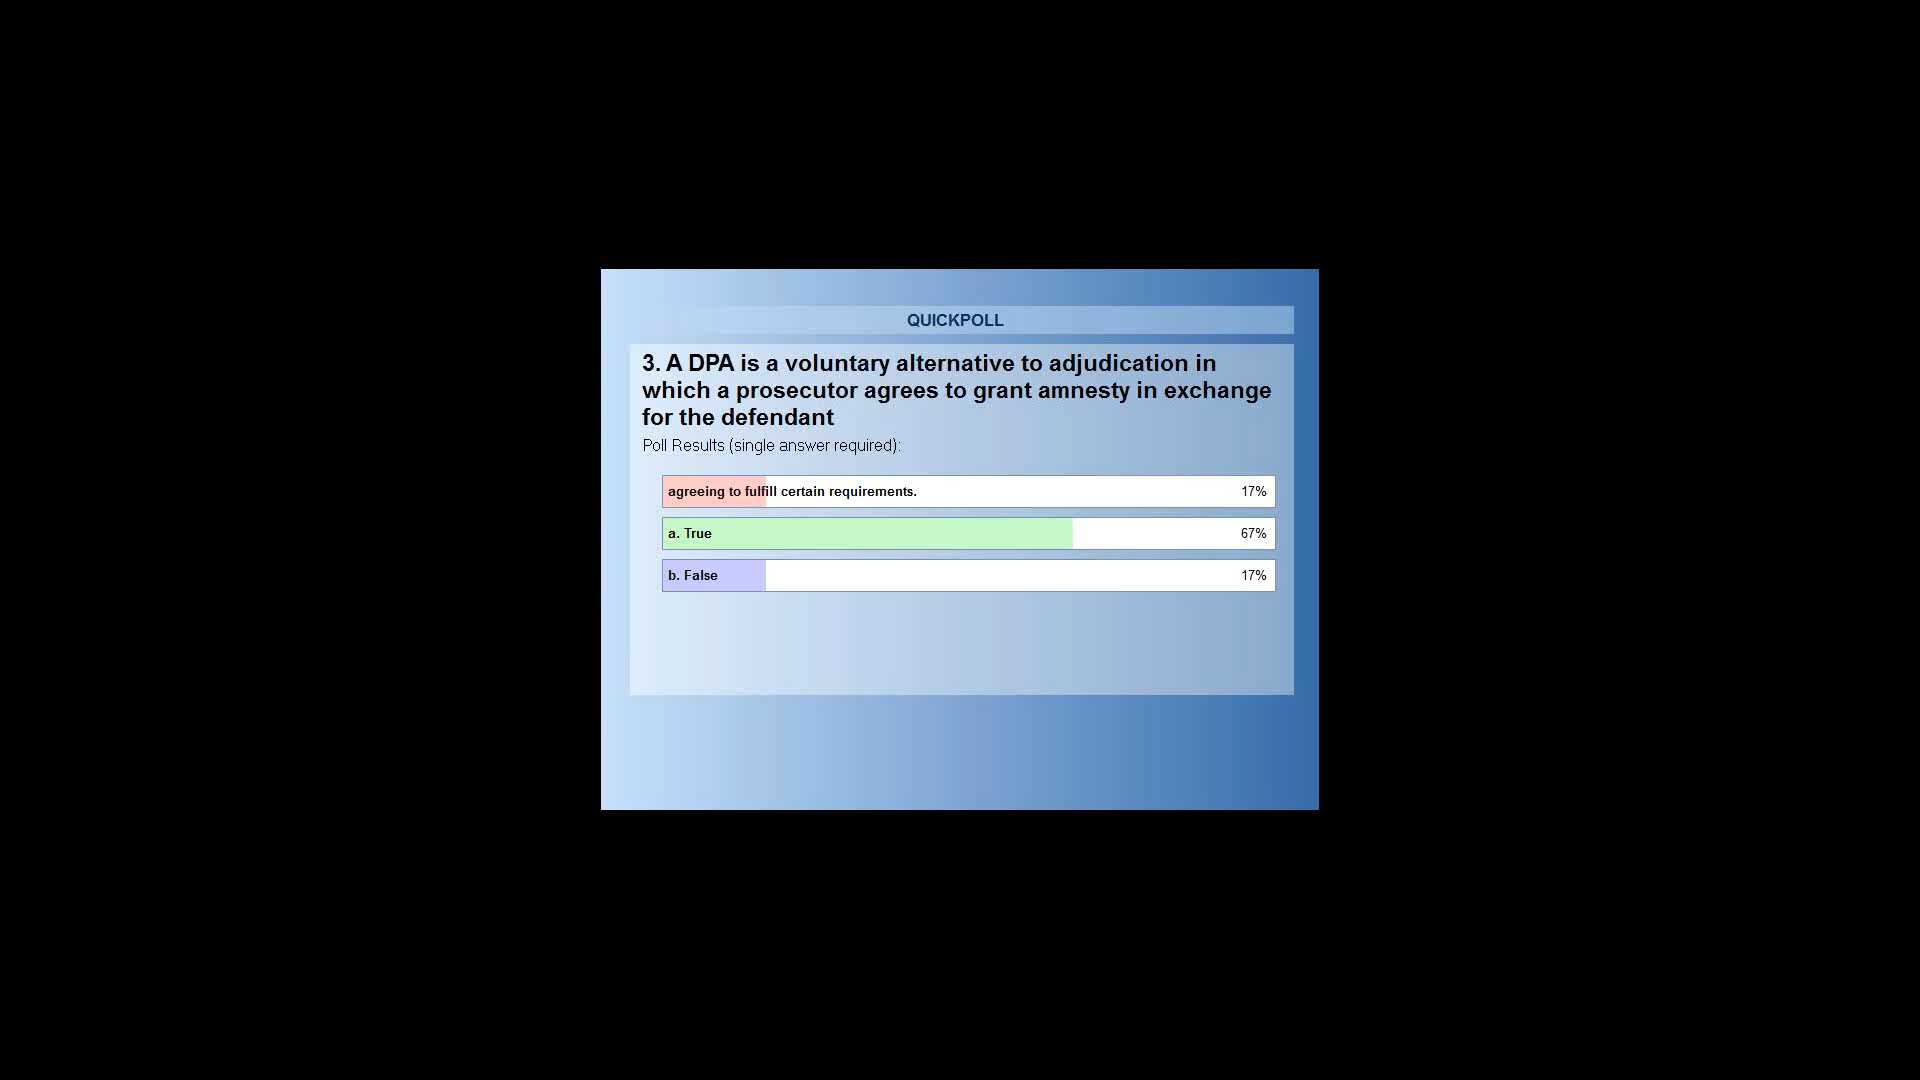 QUICKPOLL
3. A DPA is a voluntary alternative to adjudication in
which a prosecutor agrees to grant amnesty in exchange
for the defendant
Poll Results (single answer required):
agreeing to fulfill certain requirements. 17%
a. True 67%
b. False 17%